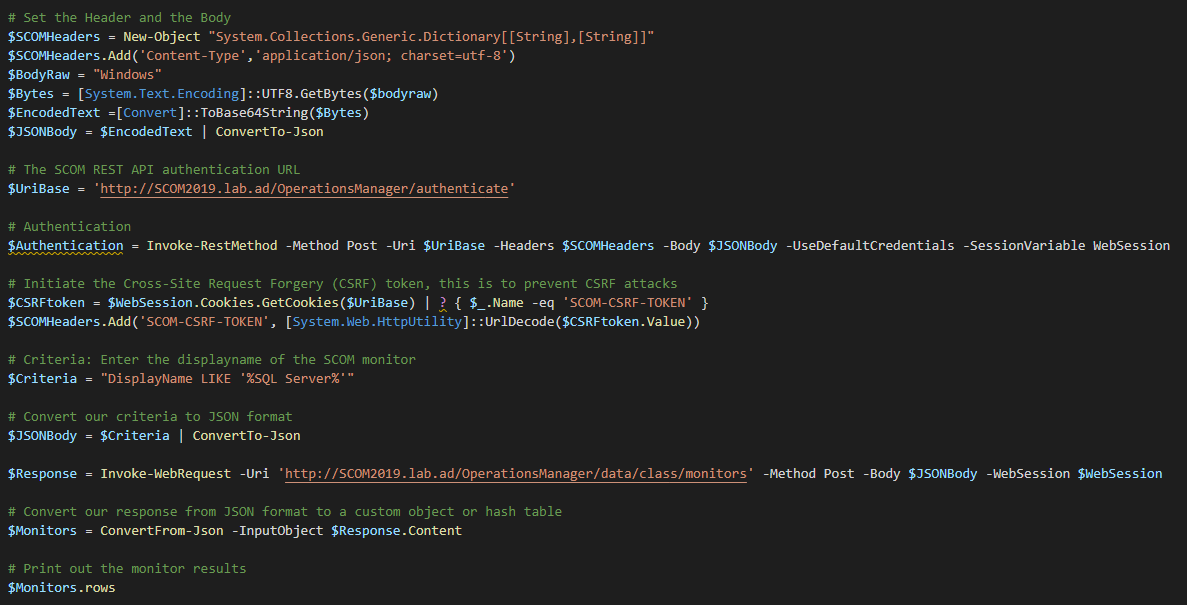 # Set the Header and the Body
$SCOMHeaders = New-Object "System.Collections.Generic.Dictionary[[String],[String]]"
$SCOMHeaders.Add('Content-Type','application/json; charset=utf-8')
$BodyRaw = "Windows"
$Bytes = [System.Text.Encoding]::UTF8.GetBytes($bodyraw)
$EncodedText =[Convert]::ToBase64String($Bytes)
$JSONBody = $EncodedText | ConvertTo-Json
# The SCOM REST API authentication URL
$UriBase = 'http://SCOM2019.lab.ad/OperationsManager/authenticate'
# Authentication
$Authentication = Invoke-RestMethod -Method Post -Uri $UriBase -Headers $SCOMHeaders -Body $JSONBody -UseDefaultCredentials -SessionVariable WebSession
# Initiate the Cross-Site Request Forgery (CSRF) token, this is to prevent CSRF attacks
$CSRFtoken = $WebSession.Cookies.GetCookies($UriBase) | ? { $_.Name -eq 'SCOM-CSRF-TOKEN' }
$SCOMHeaders.Add('SCOM-CSRF-TOKEN', [System.Web.HttpUtility]::UrlDecode($CSRFtoken.Value))
# Criteria: Enter the displayname of the SCOM monitor
$Criteria = "DisplayName LIKE '%SQL Server%'"
# Convert our criteria to JSON format
$JSONBody = $Criteria | ConvertTo-Json
$Response = Invoke-WebRequest -Uri 'http://SCOM2019.lab.ad/OperationsManager/data/class/monitors' -Method Post -Body $JSONBody -WebSession $WebSession
# Convert our response from JSON format to a custom object or hash table
$Monitors = ConvertFrom-Json -InputObject $Response.Content
# Print out the monitor results
$Monitors.rows